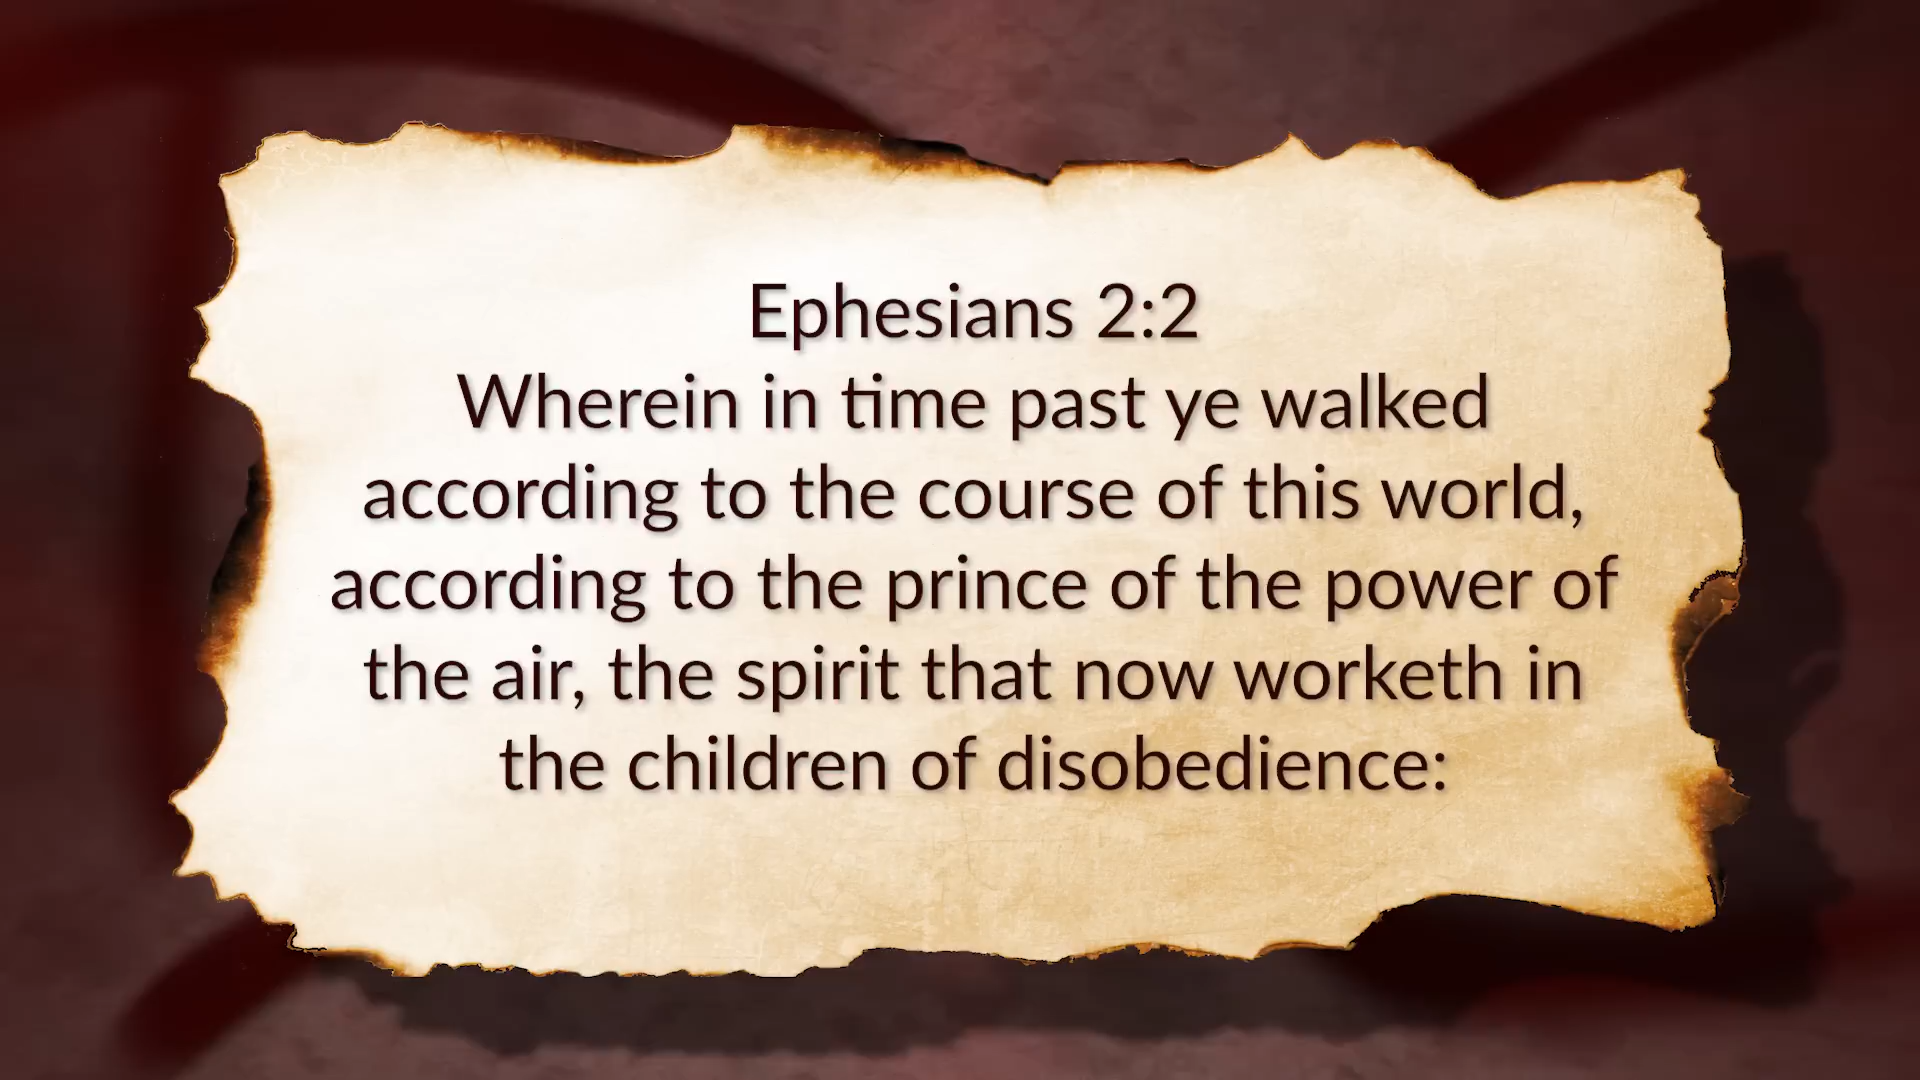 Ephesians 2:2
Wherein in time past ye walked
according to the course of this world,
according to the prince of the power of
the air, the spirit that now worketh in
the children of disobedience: